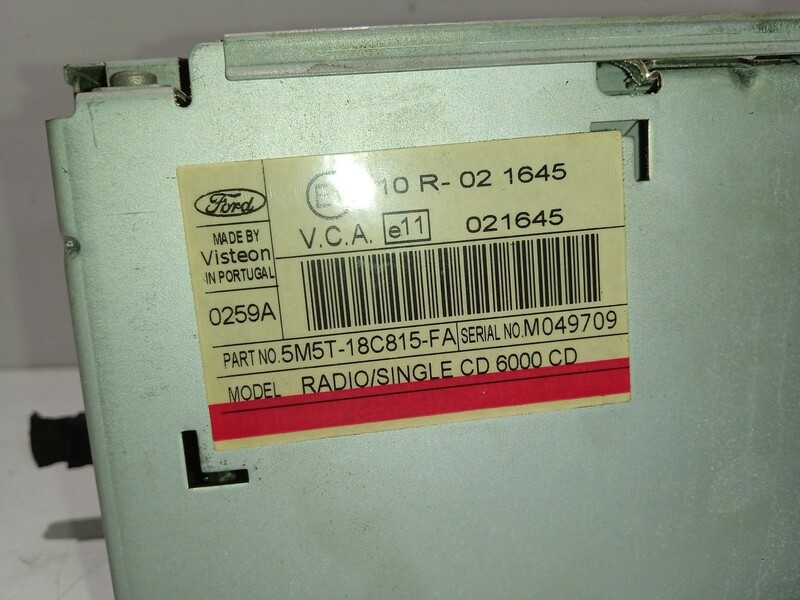 Ford
MADE BY
Visteon
IN PORTUGAL
0259A
E 10 R- 02 1645
V.C.A. e11 021645
PART NO. 5M5T-18C815-FA SERIAL NO. M049709
MODEL RADIO/SINGLE CD 6000 CD